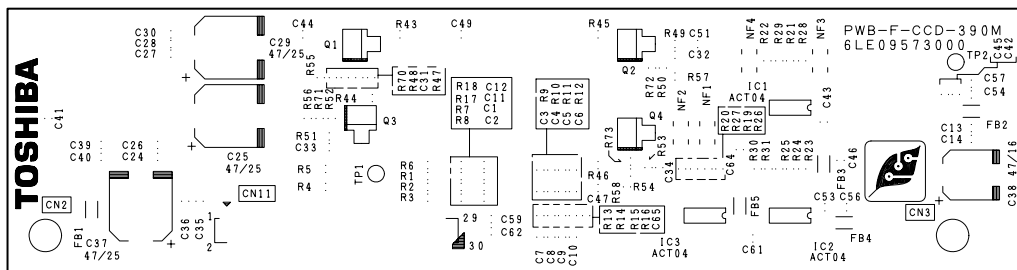 TOSHIBA
C30
C28
C27
C29
47/25
C44
Q1
R43
C49
R45
Q2
R49
C51
C32
NF4
R22
R29
R21
R28
NF3
PWB-F-CCD-390M
6LE09573000
TP2
C45
C42
C57
C54
C41
R55
R56
R71
R52
R44
R70
R48
C31
R47
R18
R17
R7
R8
C12
C11
C1
C2
C3
C4
C5
C6
R9
R10
R11
R12
R72
R50
R57
NF2
NF1
IC1
ACT04
C43
FB2
C39
C40
C26
C24
C25
47/25
Q3
R51
C33
Q4
R73
R53
R20
R27
R19
R26
C13
C14
R5
R4
TP1
R6
R1
R2
R3
R46
R58
R54
C34
C64
R30
R31
R25
R24
R23
FB3
C46
47/16
C38
CN2
CN11
FB1
C37
47/25
C36
C35
1
2
29
30
C59
C62
C47
R13
R14
R15
R16
C65
C7
C8
C9
C10
IC3
ACT04
FB5
C61
IC2
ACT04
C53
C56
FB4
CN3